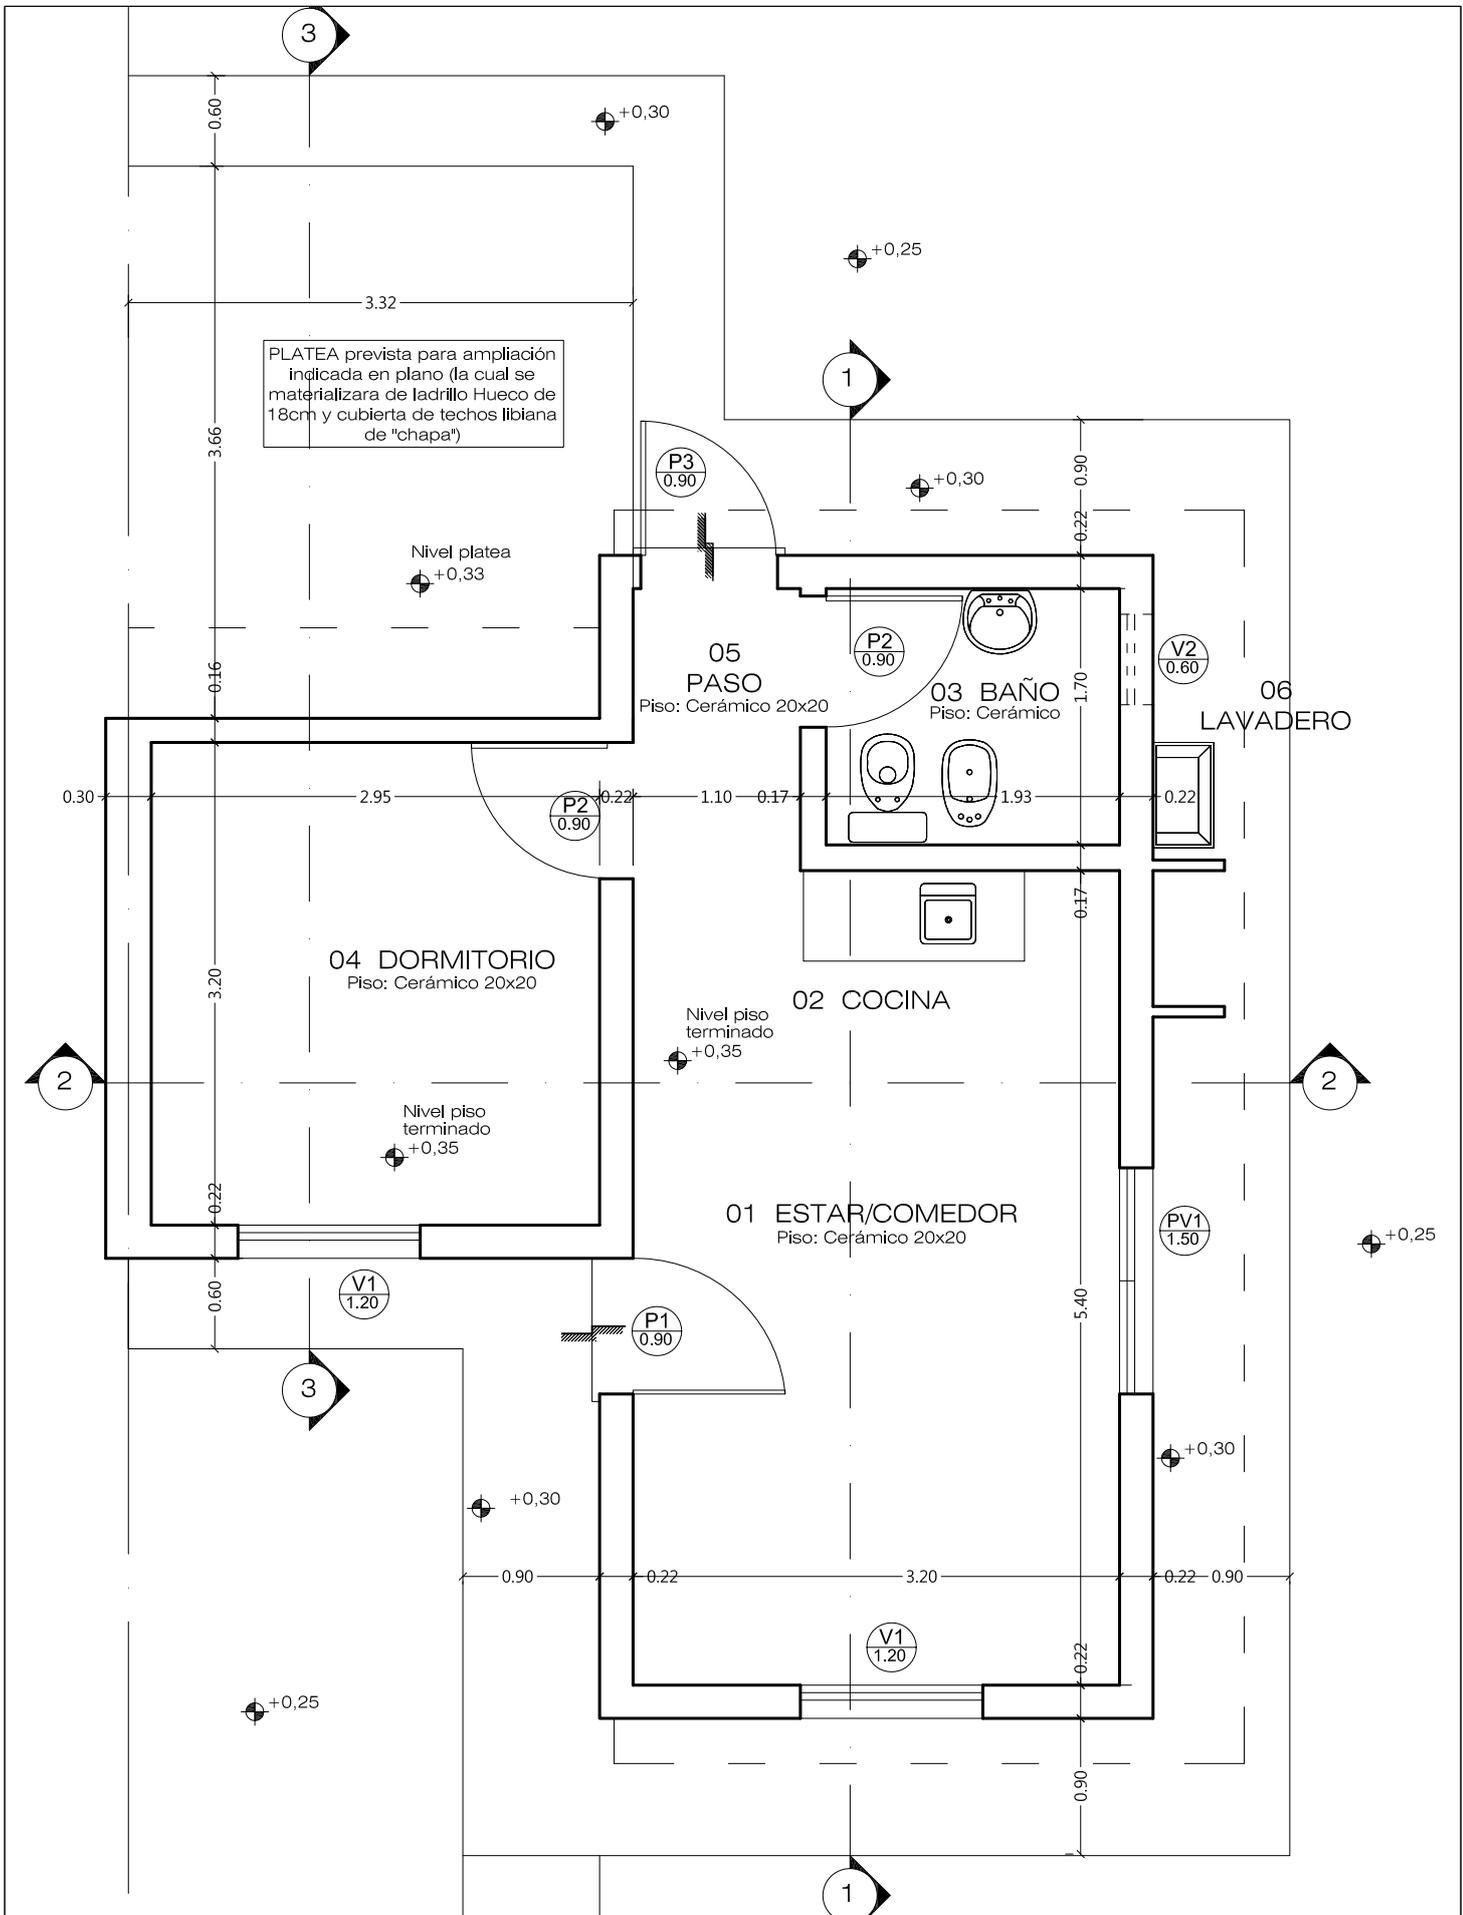 3
0.60
+0,30
+0,25
3.32
PLATEA prevista para ampliación
indicada en plano (la cual se
materializara de ladrillo Hueco de
18cm y cubierta de techos libiana
de "chapa")
1
3.66
P3
0.90
0.90
+0,30
0.22
Nivel platea
+0,33
05
PASO
Piso: Cerámico 20x20
P2
0.90
03 BAÑO
Piso: Cerámico
1.70
V2
0.60
06
LAVADERO
0.16
0.30
2.95
0.22
1.10
0.17
1.93
0.22
P2
0.90
0.17
04 DORMITORIO
Piso: Cerámico 20x20
3.20
02 COCINA
Nivel piso
terminado
+0,35
2
2
Nivel piso
terminado
+0,35
0.22
01 ESTAR/COMEDOR
Piso: Cerámico 20x20
PV1
1.50
+0,25
V1
1.20
0.60
P1
0.90
5.40
3
+0,30
+0,30
0.90
0.22
3.20
0.22
0.90
V1
1.20
0.22
+0,25
0.90
1